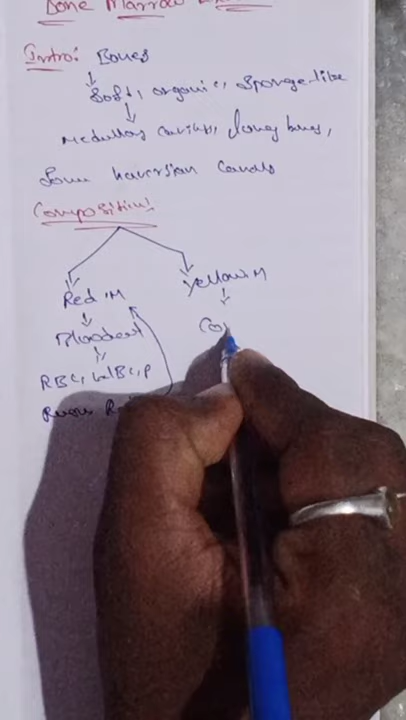 Bone Marrow
Intro: Bones
Soft, organic, Sponge-like
Medullary cavities, long bones,
Some haversian Canals
Composition:
Red M Yellow M
RBC, WBC, P